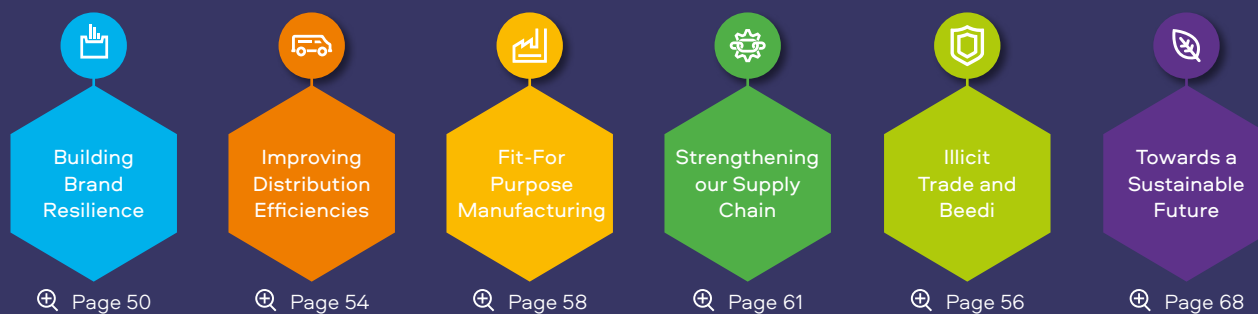 Building
Brand
Resilience
Page 50
Improving
Distribution
Efficiencies
Page 54
Fit-For
Purpose
Manufacturing
Page 58
Strengthening
our Supply
Chain
Page 61
Illicit
Trade and
Beedi
Page 56
Towards a
Sustainable
Future
Page 68